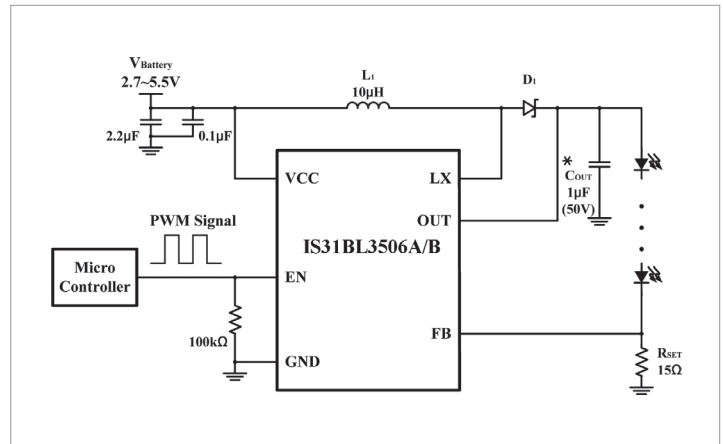 V_Battery
2.7~5.5V
L1
10μH
D1
2.2μF
0.1μF
VCC
LX
*
COUT
1μF
(50V)
OUT
PWM Signal
IS31BL3506A/B
Micro
Controller
EN
100kΩ
FB
GND
RSET
15Ω